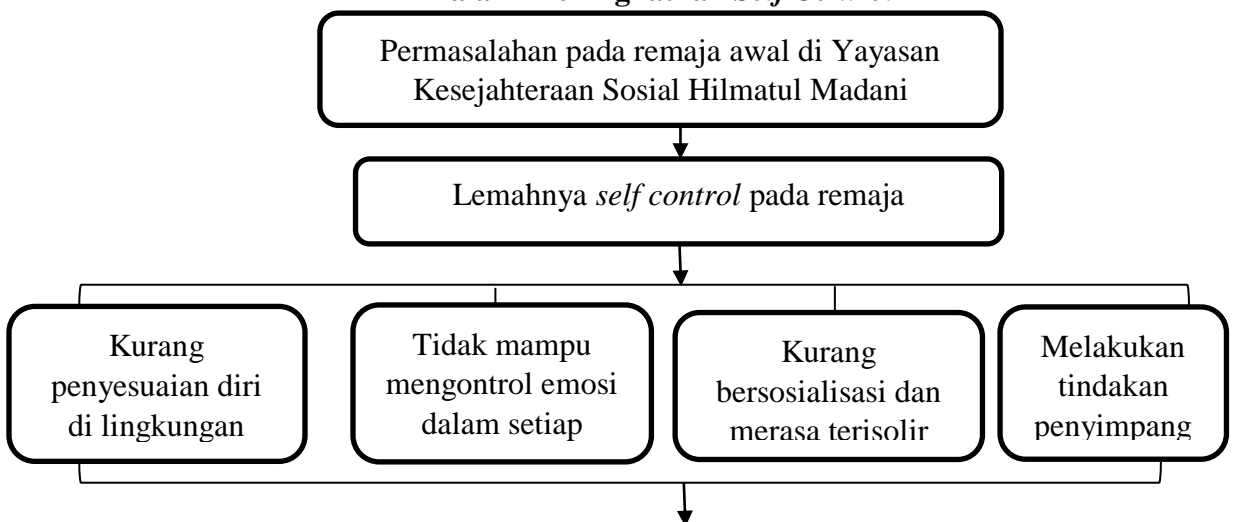 Permasalahan pada remaja awal di Yayasan
Kesejahteraan Sosial Hilmatul Madani
Lemahnya self control pada remaja
Kurang
penyesuaian diri
di lingkungan
Tidak mampu
mengontrol emosi
dalam setiap
Kurang
bersosialisasi dan
merasa terisolir
Melakukan
tindakan
penyimpang